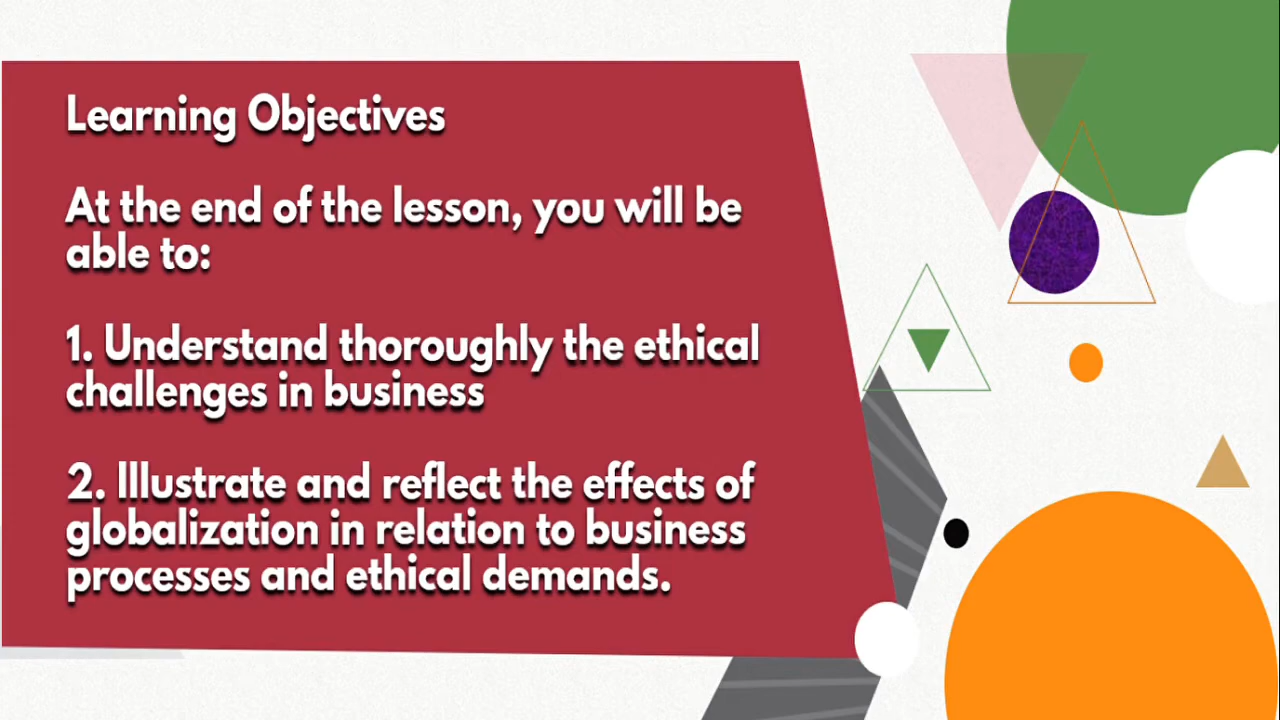 Learning Objectives
At the end of the lesson, you will be
able to:
1. Understand thoroughly the ethical
challenges in business
2. Illustrate and reflect the effects of
globalization in relation to business
processes and ethical demands.